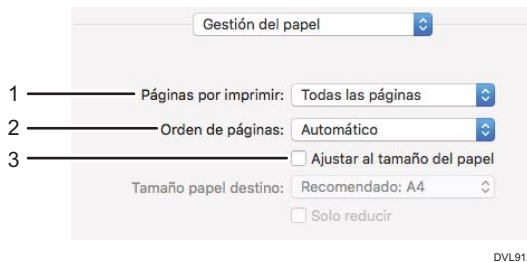 Gestión del papel
1 Páginas por imprimir: Todas las páginas
2 Orden de páginas: Automático
3 Ajustar al tamaño del papel
Tamaño papel destino: Recomendado: A4
Solo reducir
DVL91